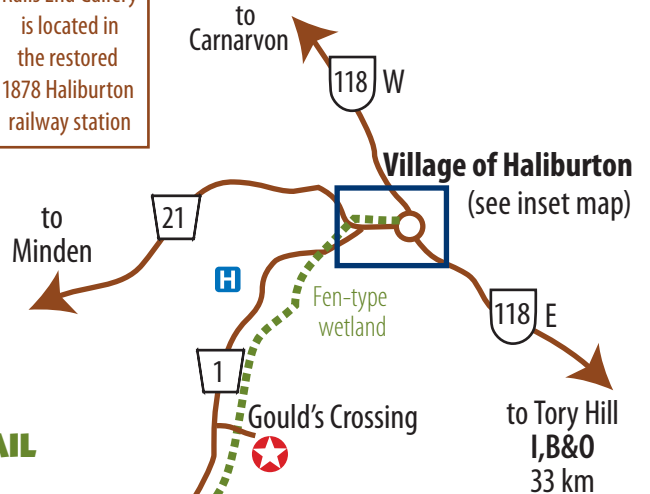 is located in
the restored
1878 Haliburton
railway station
to
Carnarvon
118 W
Village of Haliburton
(see inset map)
21
to
Minden
H
Fen-type
wetland
118 E
1
Gould's Crossing
to Tory Hill
I,B&O
33 km
AIL